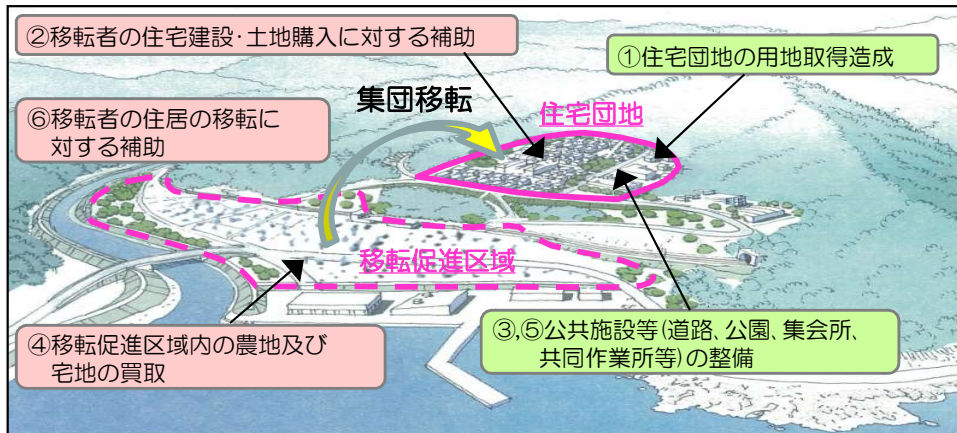 ②移転者の住宅建設･土地購入に対する補助
①住宅団地の用地取得造成
集団移転
住宅団地
⑥移転者の住居の移転に
対する補助
移転促進区域
④移転促進区域内の農地及び
宅地の買取
③,⑤公共施設等(道路、公園、集会所、
共同作業所等)の整備